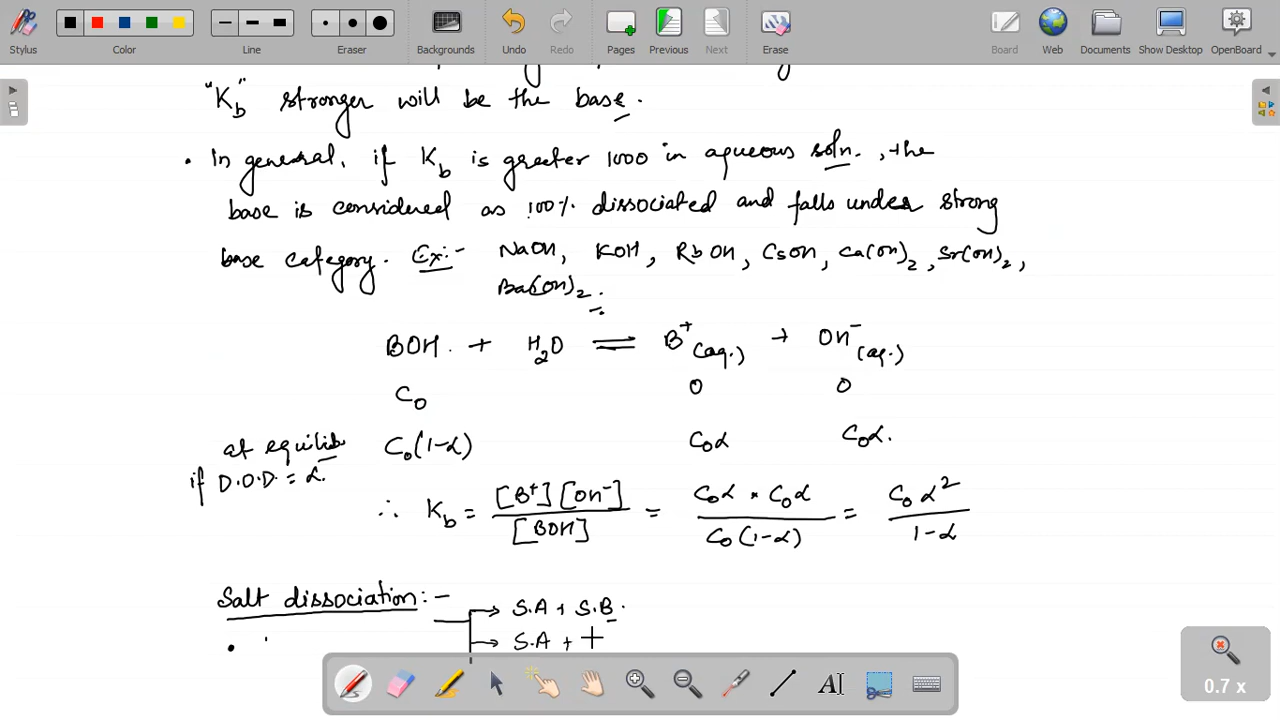 Stylus Color Line Eraser Backgrounds Undo Redo Pages Previous Next Erase Board Web Documents Show Desktop OpenBoard
"Kb" stronger will be the base.
• In general, if Kb is greater 1000 in aqueous soln., the
base is considered as 100% dissociated and falls under strong
base category. Ex:- NaOH, KOH, RbOH, CsOH, Ca(OH)2, Sr(OH)2,
Ba(OH)2.
BOH + H2O ⇌ B+(aq.) + OH-(aq.)
C0 0 0
at equilib C0(1-α) C0α C0α.
if D.O.D. = α.
∴ Kb = [B+][OH-] / [BOH] = C0α × C0α / C0(1-α) = C0α² / 1-α
Salt dissociation:- → S.A + S.B.
• → S.A +
0.7 x